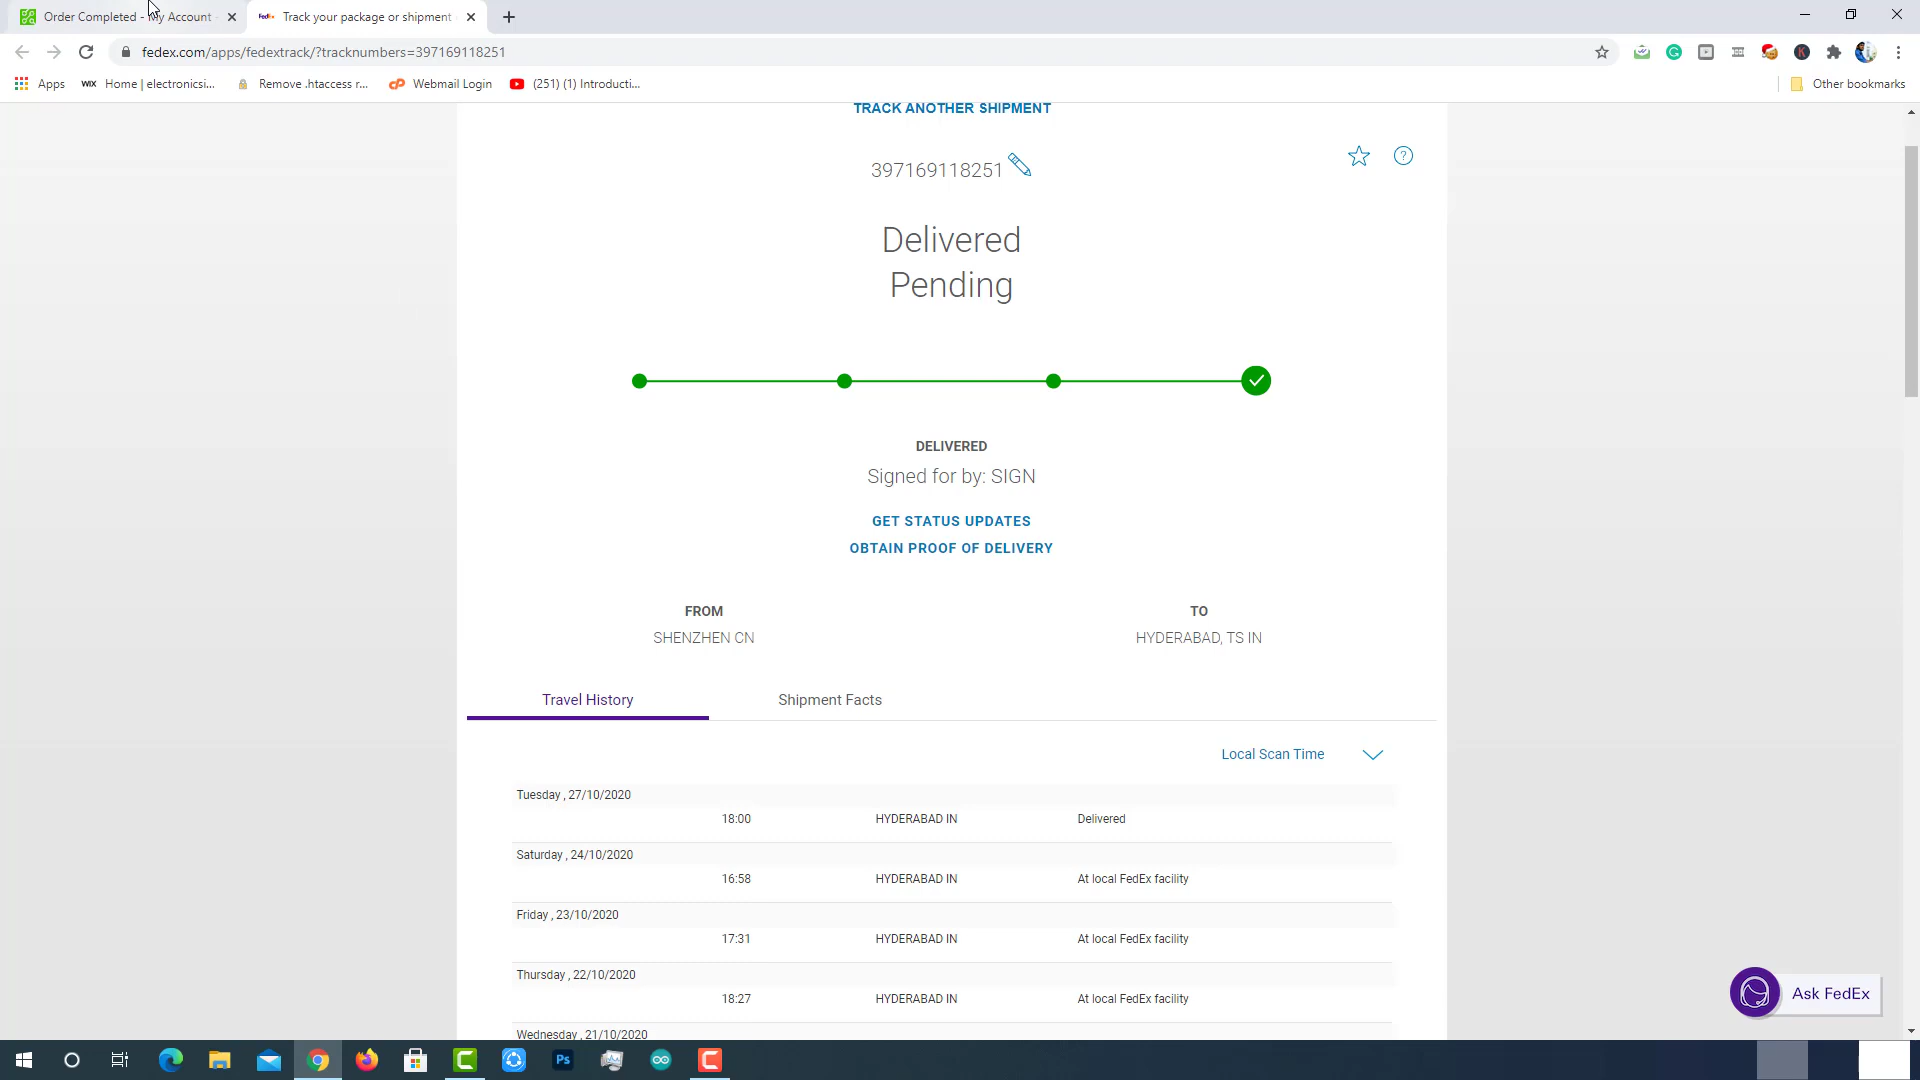 Order Completed - My Account
FedEx Track your package or shipment
fedex.com/apps/fedextrack/?tracknumbers=397169118251
Apps
WIX Home | electronicsi...
Remove .htaccess r...
cP Webmail Login
(251) (1) Introducti...
Other bookmarks
TRACK ANOTHER SHIPMENT
397169118251
Delivered
Pending
DELIVERED
Signed for by: SIGN
GET STATUS UPDATES
OBTAIN PROOF OF DELIVERY
FROM
SHENZHEN CN
TO
HYDERABAD, TS IN
Travel History
Shipment Facts
Local Scan Time
Tuesday , 27/10/2020
18:00 HYDERABAD IN Delivered
Saturday , 24/10/2020
16:58 HYDERABAD IN At local FedEx facility
Friday , 23/10/2020
17:31 HYDERABAD IN At local FedEx facility
Thursday , 22/10/2020
18:27 HYDERABAD IN At local FedEx facility
Wednesday , 21/10/2020
Ask FedEx
Ps